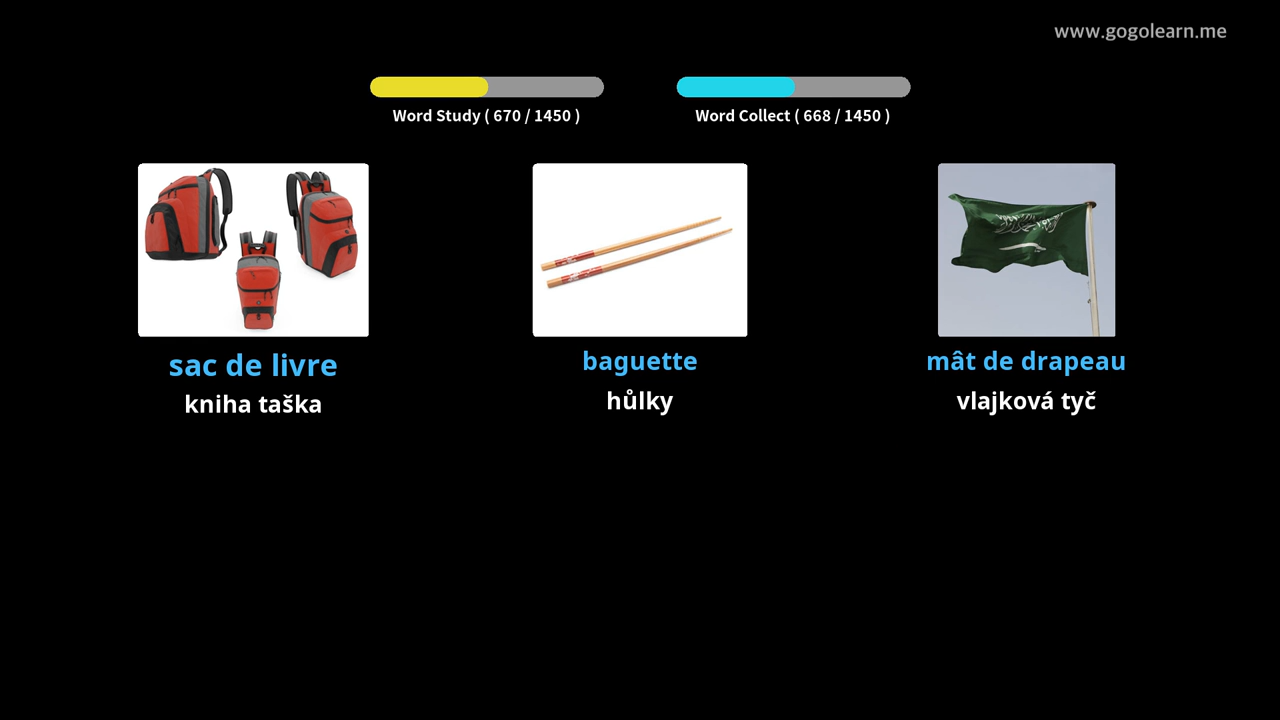 www.gogolearn.me
Word Study ( 670 / 1450 )
Word Collect ( 668 / 1450 )
sac de livre
kniha taška
baguette
hůlky
mât de drapeau
vlajková tyč